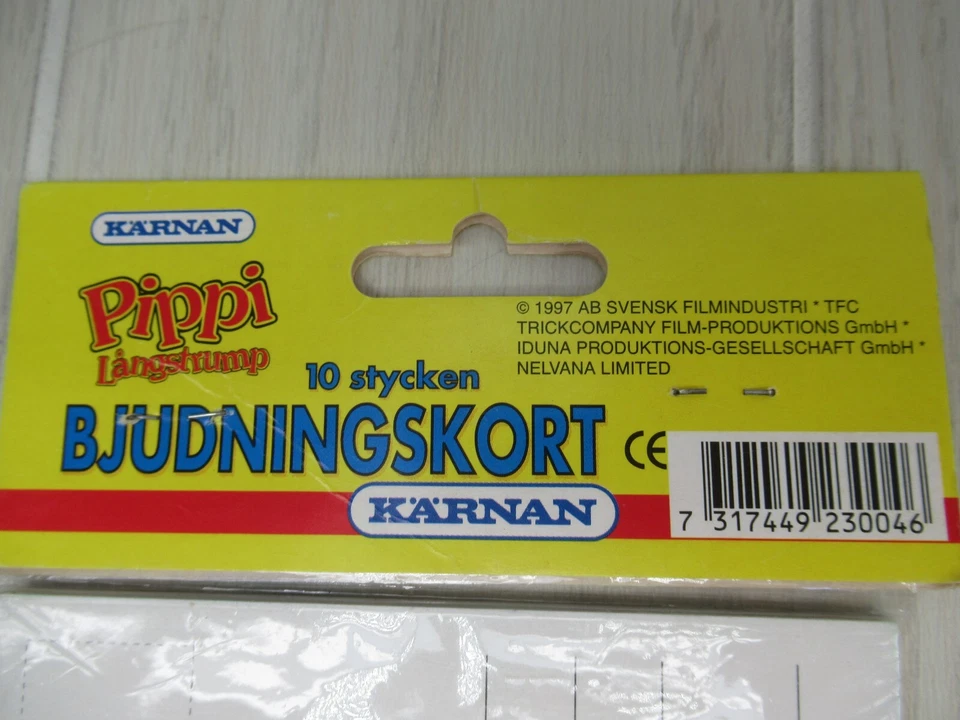 KÄRNAN
Pippi
Långstrump
10 stycken
BJUDNINGSKORT
© 1997 AB SVENSK FILMINDUSTRI * TFC
TRICKCOMPANY FILM-PRODUKTIONS GmbH *
IDUNA PRODUKTIONS-GESELLSCHAFT GmbH *
NELVANA LIMITED
CE
KÄRNAN
7 317449 230046